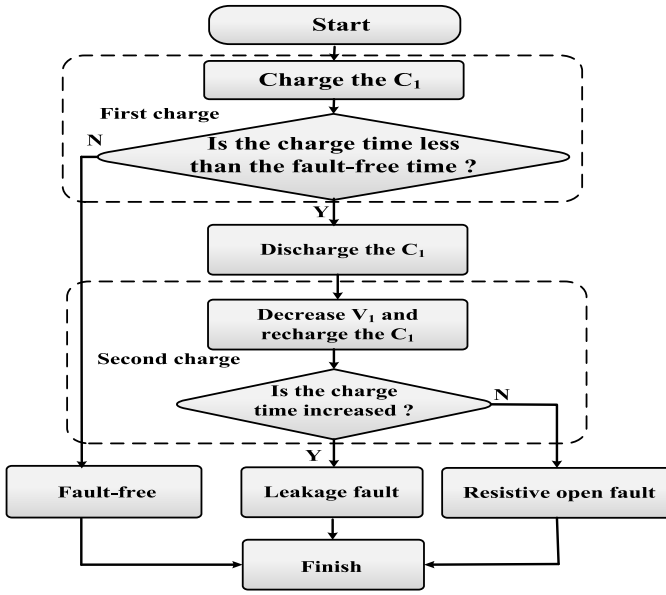 Start
Charge the C₁
First charge
N
Is the charge time less
than the fault-free time ?
Y
Discharge the C₁
Decrease V₁ and
recharge the C₁
Second charge
Is the charge
time increased ?
N
Y
Fault-free
Leakage fault
Resistive open fault
Finish